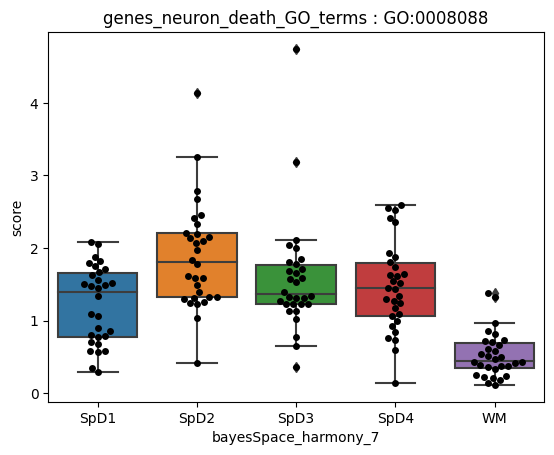 genes_neuron_death_GO_terms : GO:0008088
score
4
3
2
1
0
SpD1 SpD2 SpD3 SpD4 WM
bayesSpace_harmony_7